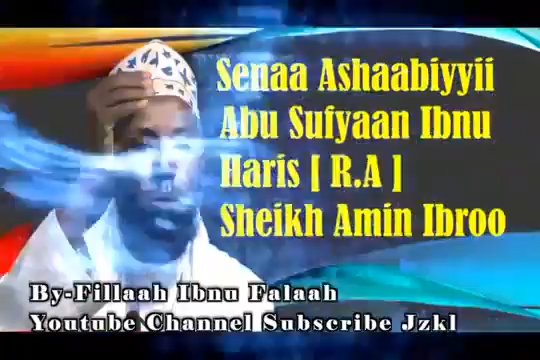 Senaa Ashaabiyyii
Abu Sufyaan Ibnu
Haris [ R.A ]
Sheikh Amin Ibroo
By-Fillaah Ibnu Falaah
Youtube Channel Subscribe Jzkl